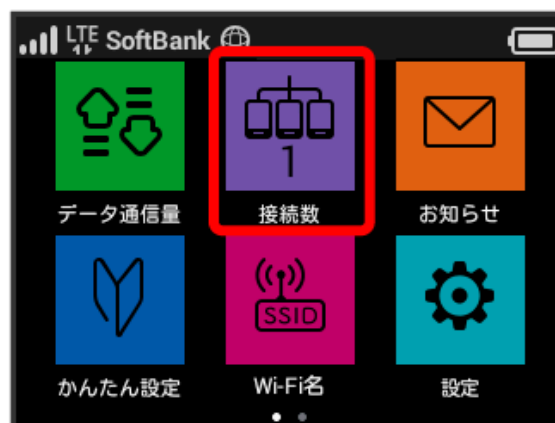 LTE SoftBank
1
データ通信量 接続数 お知らせ
SSID
かんたん設定 Wi-Fi名 設定